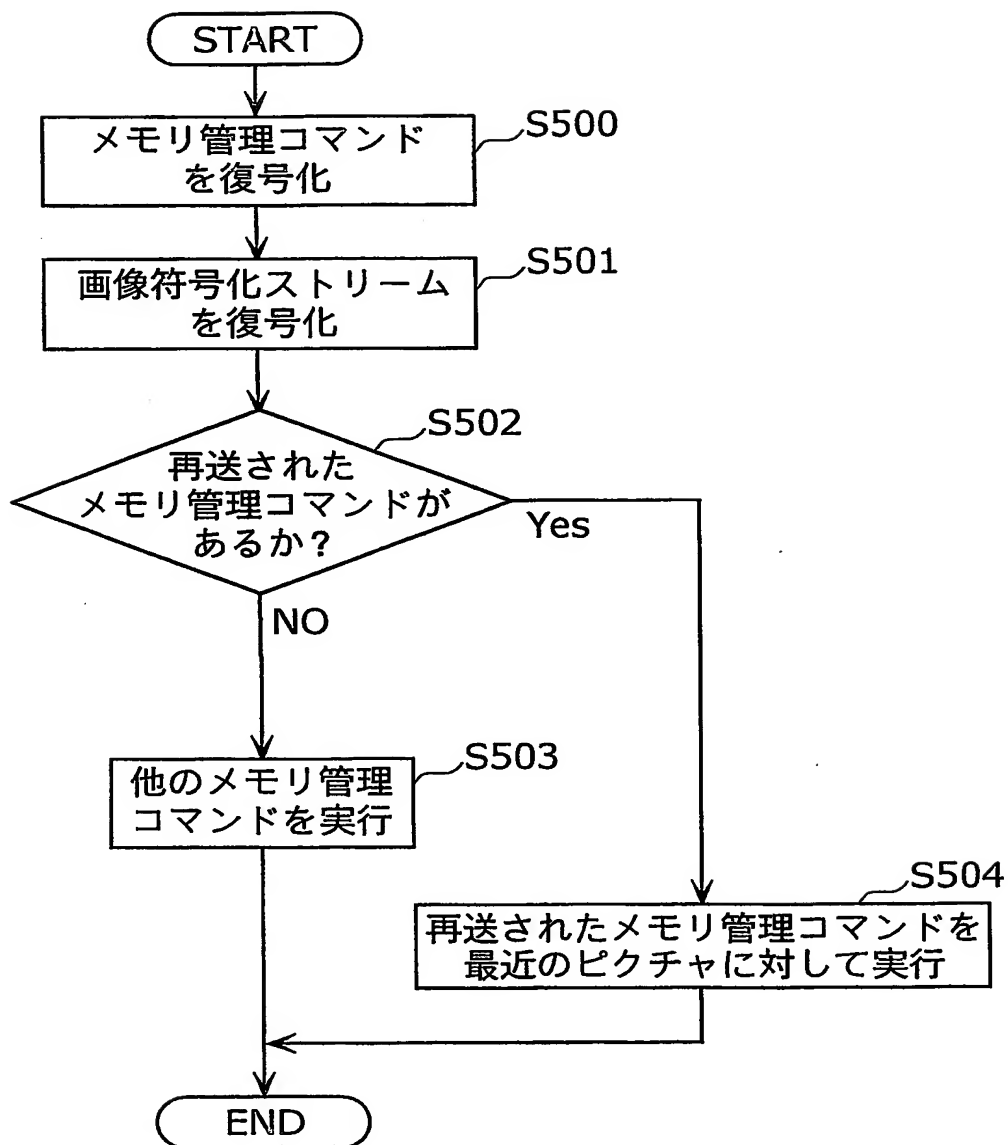 START
S500
メモリ管理コマンド
を復号化
S501
画像符号化ストリーム
を復号化
S502
再送された
メモリ管理コマンドが
あるか?
Yes
NO
S503
他のメモリ管理
コマンドを実行
S504
再送されたメモリ管理コマンドを
最近のピクチャに対して実行
END